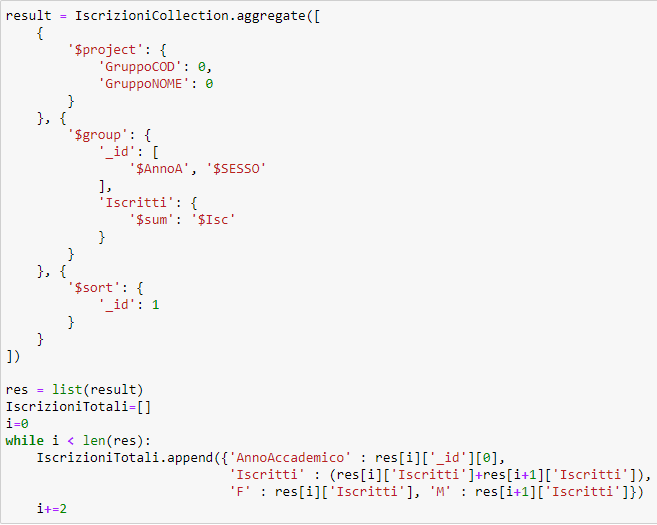 result = IscrizioniCollection.aggregate([
    {
        '$project': {
            'GruppoCOD': 0,
            'GruppoNOME': 0
        }
    }, {
        '$group': {
            '_id': [
                '$AnnoA', '$SESSO'
            ],
            'Iscritti': {
                '$sum': '$Isc'
            }
        }
    }, {
        '$sort': {
            '_id': 1
        }
    }
])

res = list(result)
IscrizioniTotali=[]
i=0
while i < len(res):
    IscrizioniTotali.append({'AnnoAccademico' : res[i]['_id'][0],
                             'Iscritti' : (res[i]['Iscritti']+res[i+1]['Iscritti']),
                             'F' : res[i]['Iscritti'], 'M' : res[i+1]['Iscritti']})
    i+=2